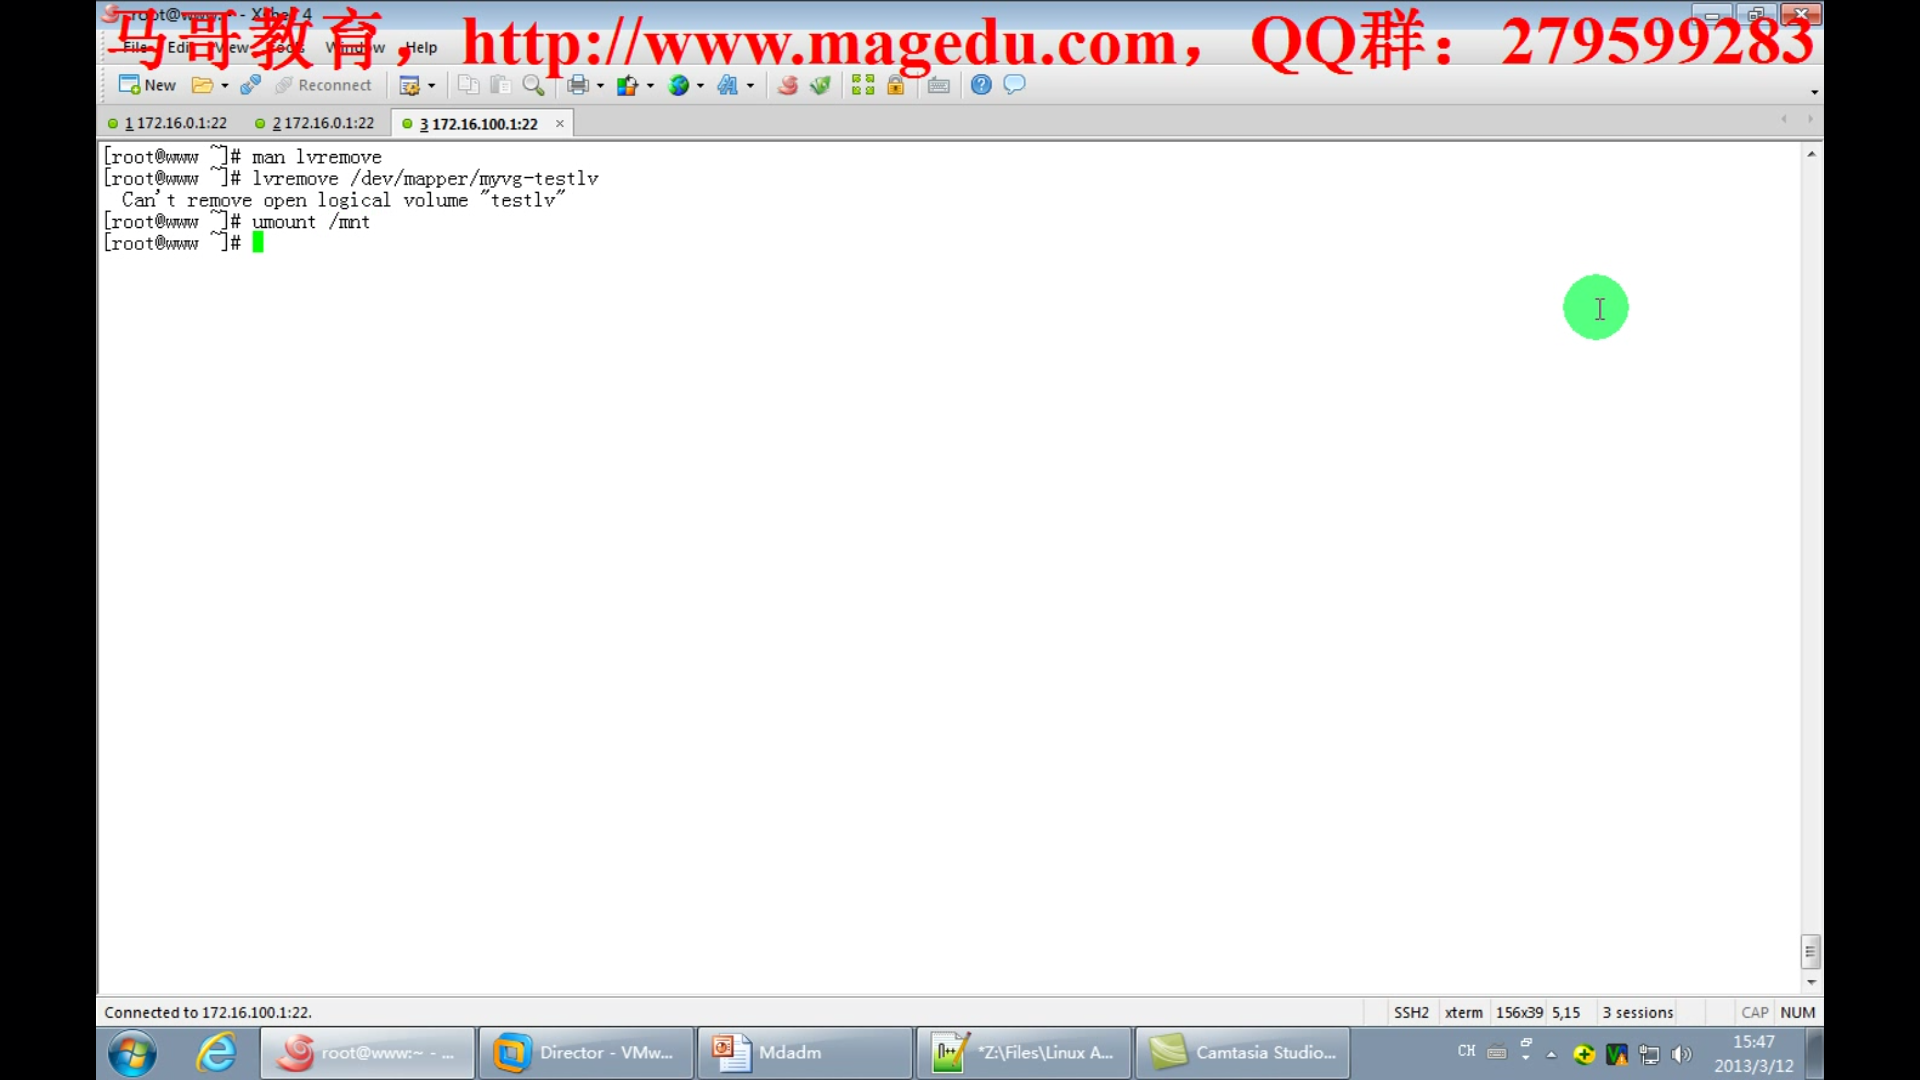 root@www:~ - Xshell 4
马哥教育，http://www.magedu.com，QQ群：279599283
File Edit View Tools Window Help
New Reconnect
1 172.16.0.1:22 2 172.16.0.1:22 3 172.16.100.1:22
[root@www ~]# man lvremove
[root@www ~]# lvremove /dev/mapper/myvg-testlv
Can't remove open logical volume "testlv"
[root@www ~]# umount /mnt
[root@www ~]#
Connected to 172.16.100.1:22. SSH2 xterm 156x39 5,15 3 sessions CAP NUM
root@www:~ - ... Director - VMw... Mdadm *Z:\Files\Linux A... Camtasia Studio... CH 15:47
2013/3/12